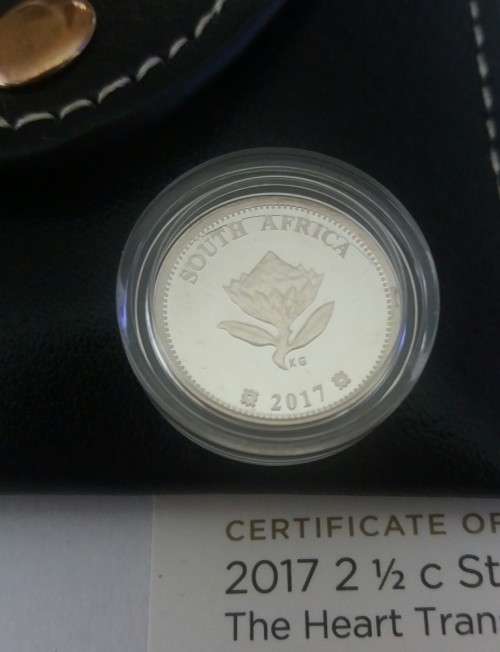 SOUTH AFRICA
KG
2017
CERTIFICATE OF
2017 2 ½ c St
The Heart Tran